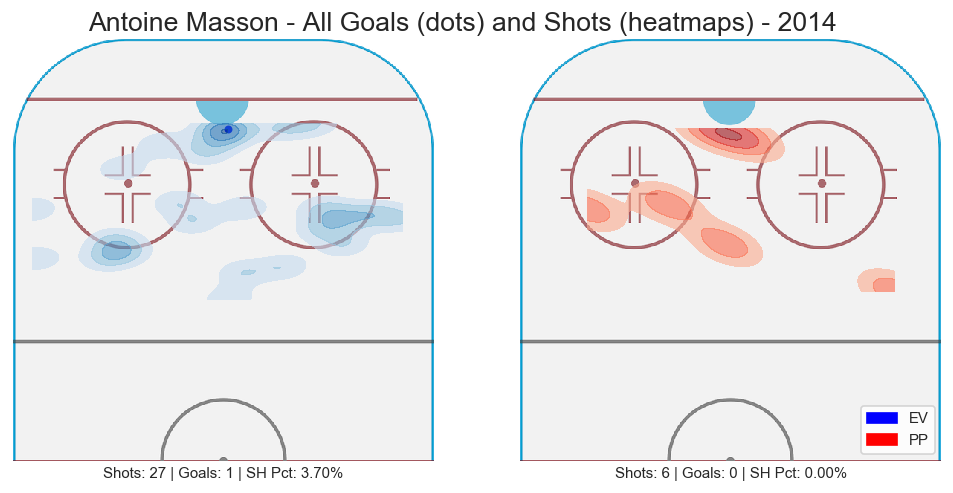 Antoine Masson - All Goals (dots) and Shots (heatmaps) - 2014
EV
PP
Shots: 27 | Goals: 1 | SH Pct: 3.70%
Shots: 6 | Goals: 0 | SH Pct: 0.00%